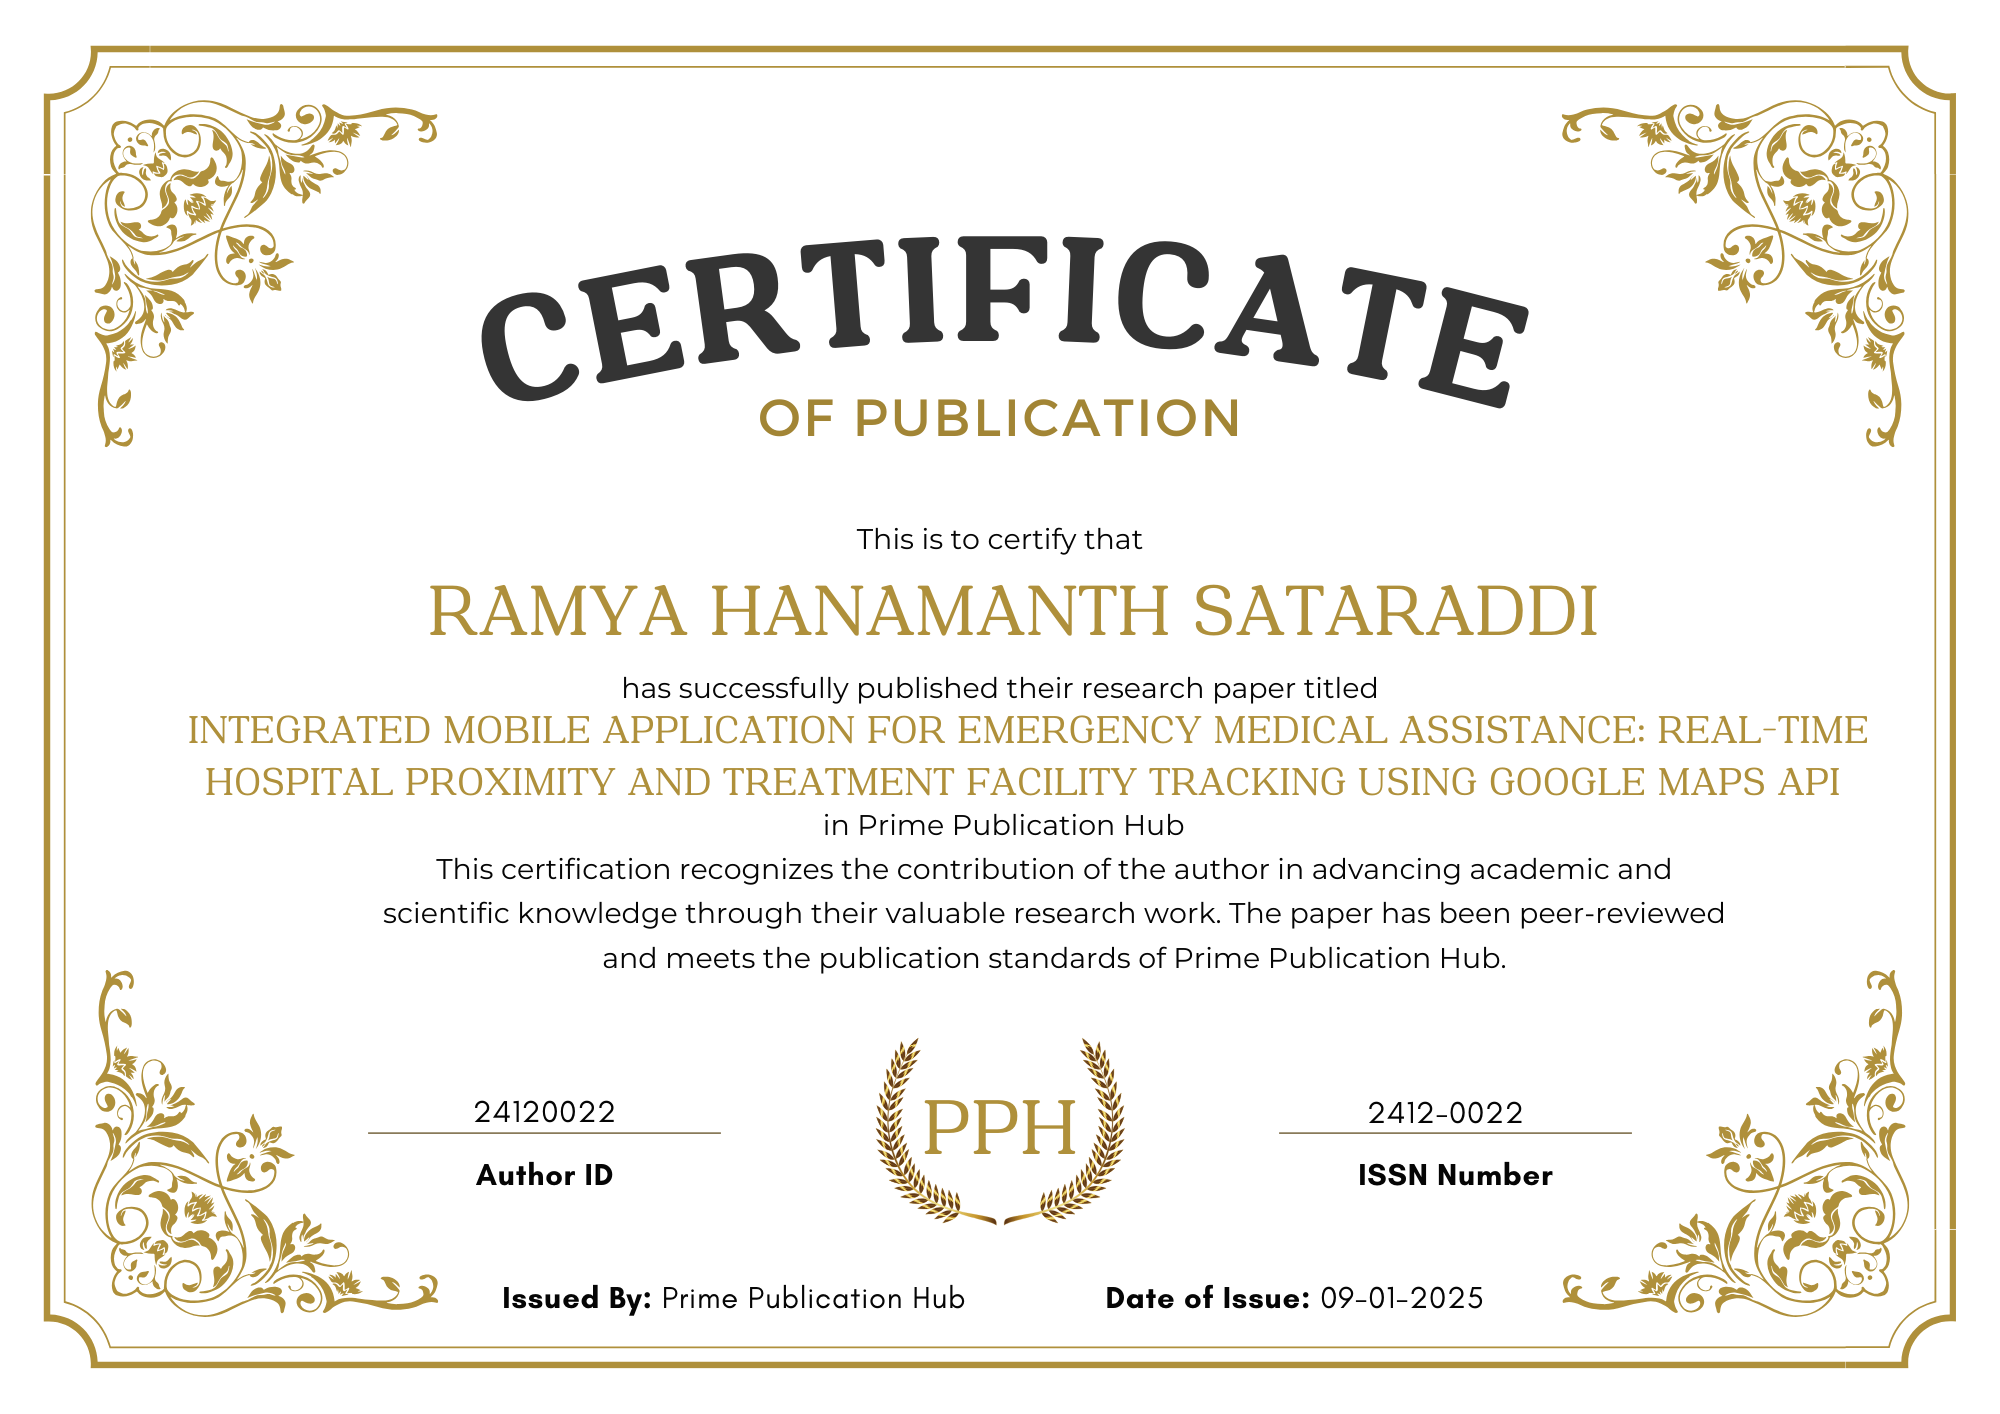 CERTIFICATE
OF PUBLICATION
This is to certify that
RAMYA HANAMANTH SATARADDI
has successfully published their research paper titled
INTEGRATED MOBILE APPLICATION FOR EMERGENCY MEDICAL ASSISTANCE: REAL-TIME
HOSPITAL PROXIMITY AND TREATMENT FACILITY TRACKING USING GOOGLE MAPS API
in Prime Publication Hub
This certification recognizes the contribution of the author in advancing academic and
scientific knowledge through their valuable research work. The paper has been peer-reviewed
and meets the publication standards of Prime Publication Hub.
24120022
Author ID
PPH
2412-0022
ISSN Number
Issued By: Prime Publication Hub
Date of Issue: 09-01-2025